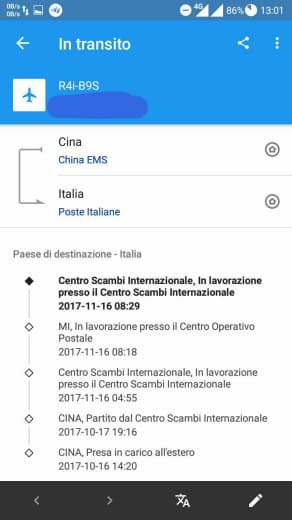 0B/s
0B/s
4G
86%
13:01
In transito
R4i-B9S
Cina
China EMS
Italia
Poste Italiane
Paese di destinazione - Italia
Centro Scambi Internazionale, In lavorazione
presso il Centro Scambi Internazionale
2017-11-16 08:29
MI, In lavorazione presso il Centro Operativo
Postale
2017-11-16 08:18
Centro Scambi Internazionale, In lavorazione
presso il Centro Scambi Internazionale
2017-11-16 04:55
CINA, Partito dal Centro Scambi Internazionale
2017-10-17 19:16
CINA, Presa in carico all'estero
2017-10-16 14:20